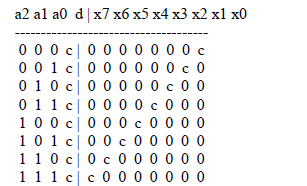 a2 a1 a0 d | x7 x6 x5 x4 x3 x2 x1 x0
-----------------------------------
0 0 0 c | 0 0 0 0 0 0 0 c
0 0 1 c | 0 0 0 0 0 0 c 0
0 1 0 c | 0 0 0 0 0 c 0 0
0 1 1 c | 0 0 0 0 c 0 0 0
1 0 0 c | 0 0 0 c 0 0 0 0
1 0 1 c | 0 0 c 0 0 0 0 0
1 1 0 c | 0 c 0 0 0 0 0 0
1 1 1 c | c 0 0 0 0 0 0 0